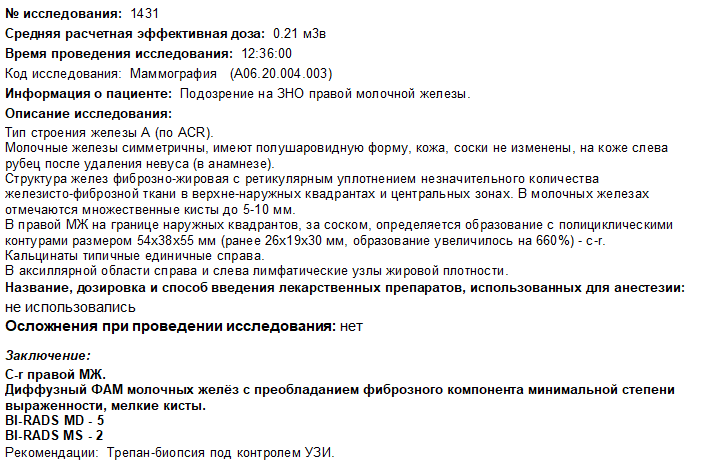 № исследования: 1431
Средняя расчетная эффективная доза: 0.21 мЗв
Время проведения исследования: 12:36:00
Код исследования: Маммография (А06.20.004.003)
Информация о пациенте: Подозрение на ЗНО правой молочной железы.
Описание исследования:
Тип строения железы А (по ACR).
Молочные железы симметричны, имеют полушаровидную форму, кожа, соски не изменены, на коже слева
рубец после удаления невуса (в анамнезе).
Структура желез фиброзно-жировая с ретикулярным уплотнением незначительного количества
железисто-фиброзной ткани в верхне-наружных квадрантах и центральных зонах. В молочных железах
отмечаются множественные кисты до 5-10 мм.
В правой МЖ на границе наружных квадрантов, за соском, определяется образование с полициклическими
контурами размером 54х38х55 мм (ранее 26х19х30 мм, образование увеличилось на 660%) - c-r.
Кальцинаты типичные единичные справа.
В аксиллярной области справа и слева лимфатические узлы жировой плотности.
Название, дозировка и способ введения лекарственных препаратов, использованных для анестезии:
не использовались
Осложнения при проведении исследования: нет
Заключение:
C-r правой МЖ.
Диффузный ФАМ молочных желёз с преобладанием фиброзного компонента минимальной степени
выраженности, мелкие кисты.
BI-RADS MD - 5
BI-RADS MS - 2
Рекомендации: Трепан-биопсия под контролем УЗИ.